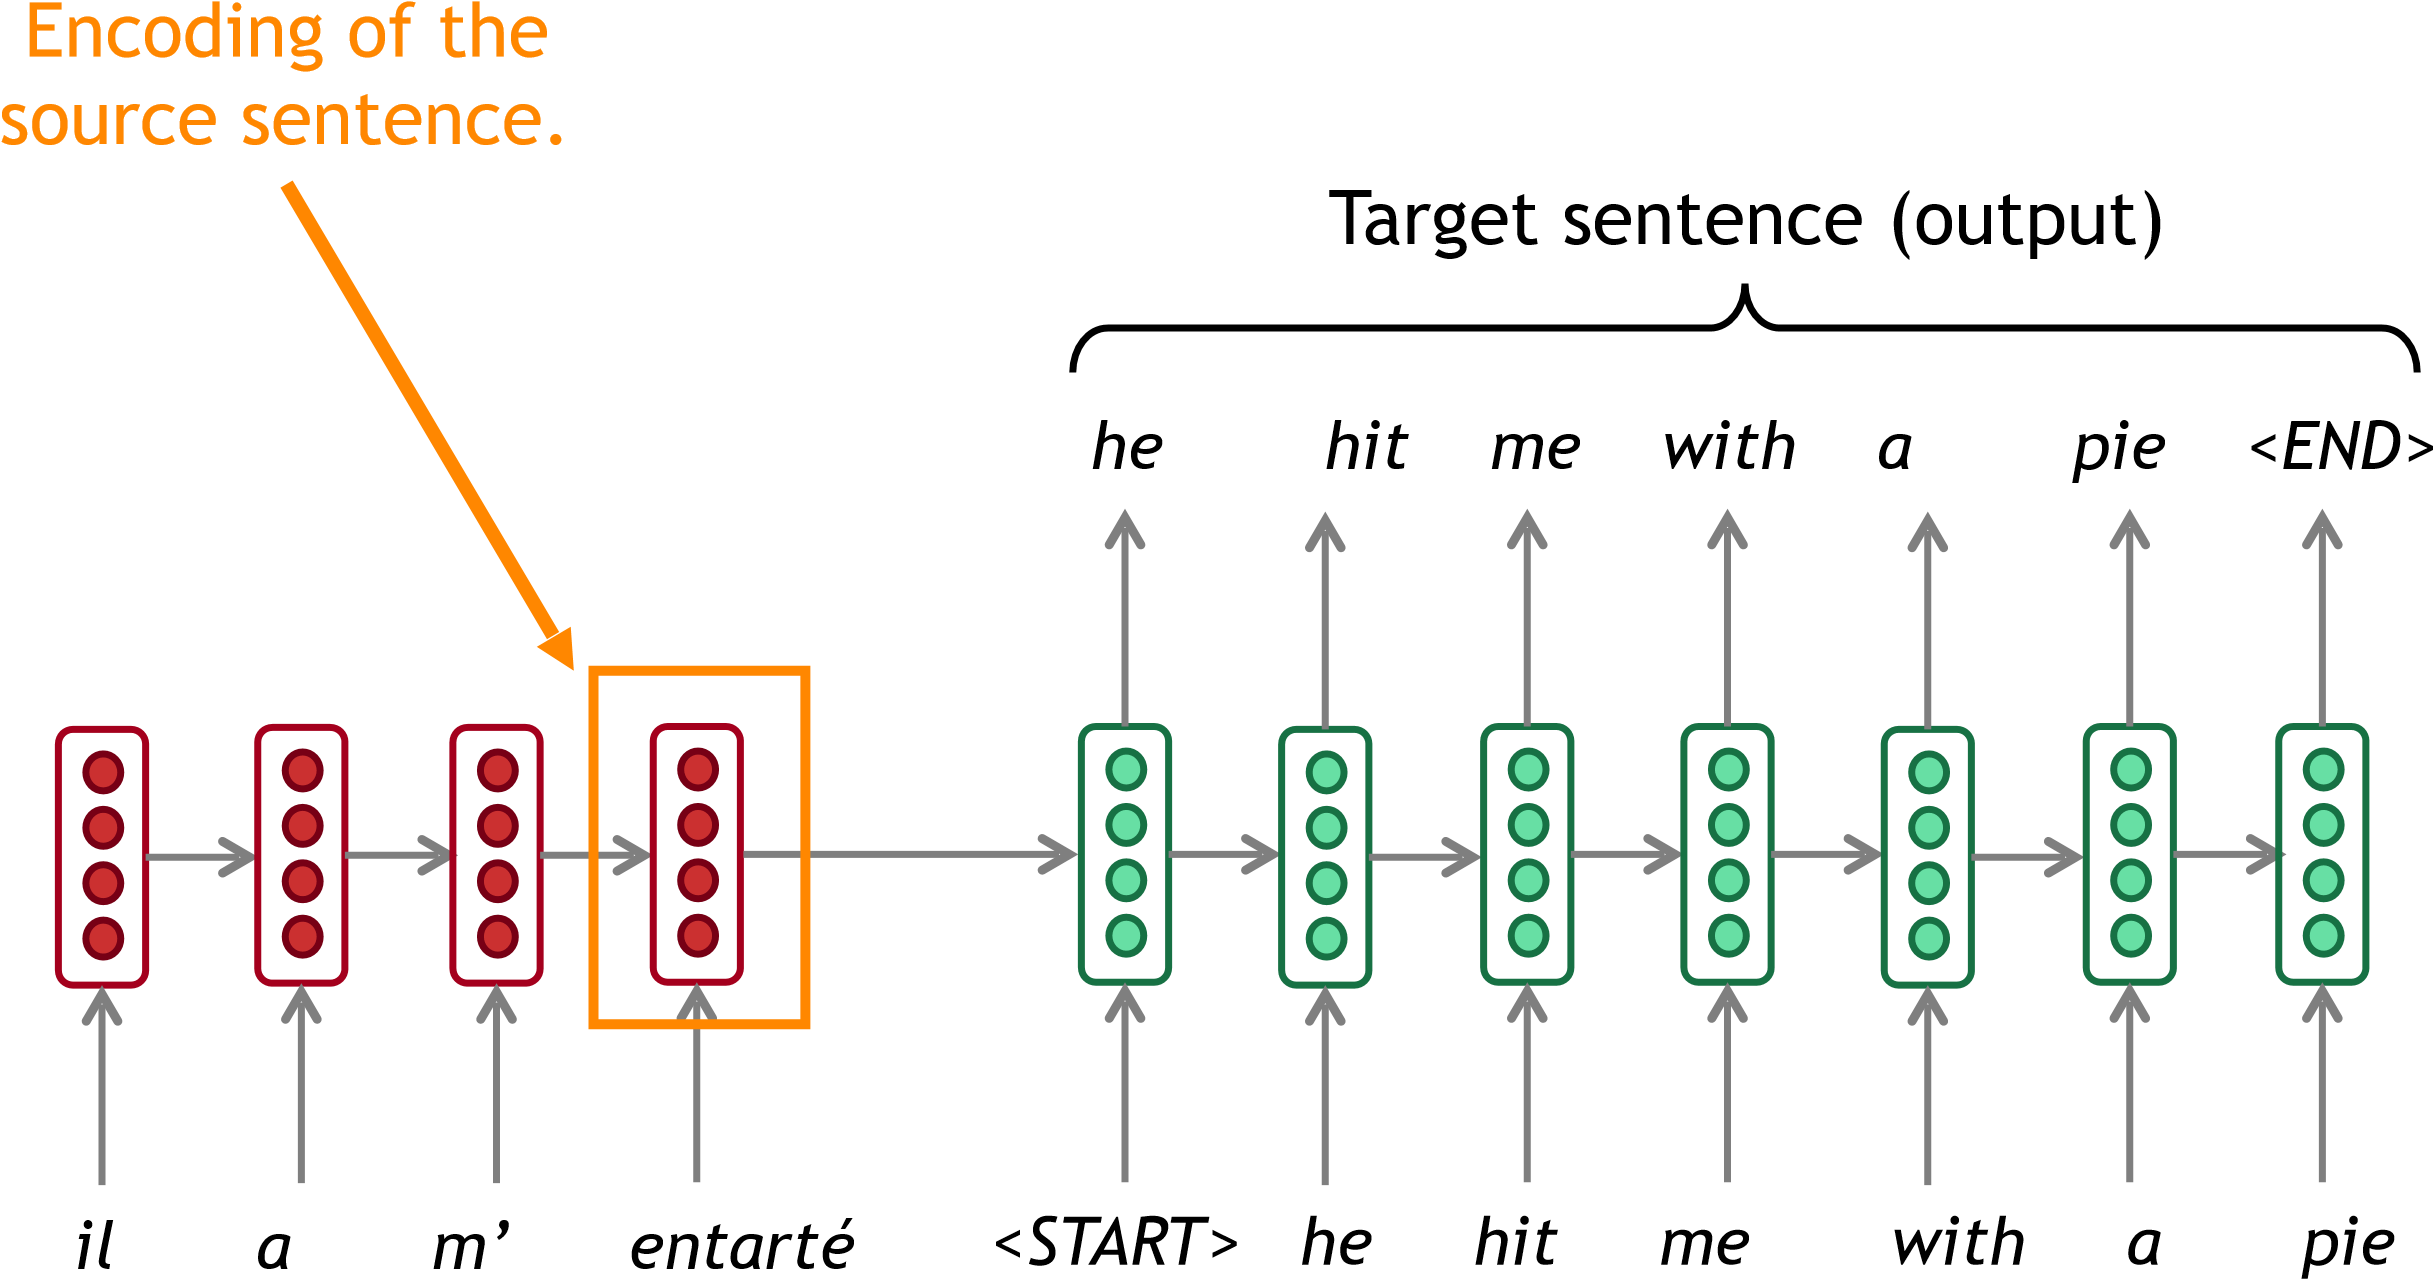 Encoding of the
source sentence.
Target sentence (output)
he hit me with a pie <END>
il a m’ entarté <START> he hit me with a pie